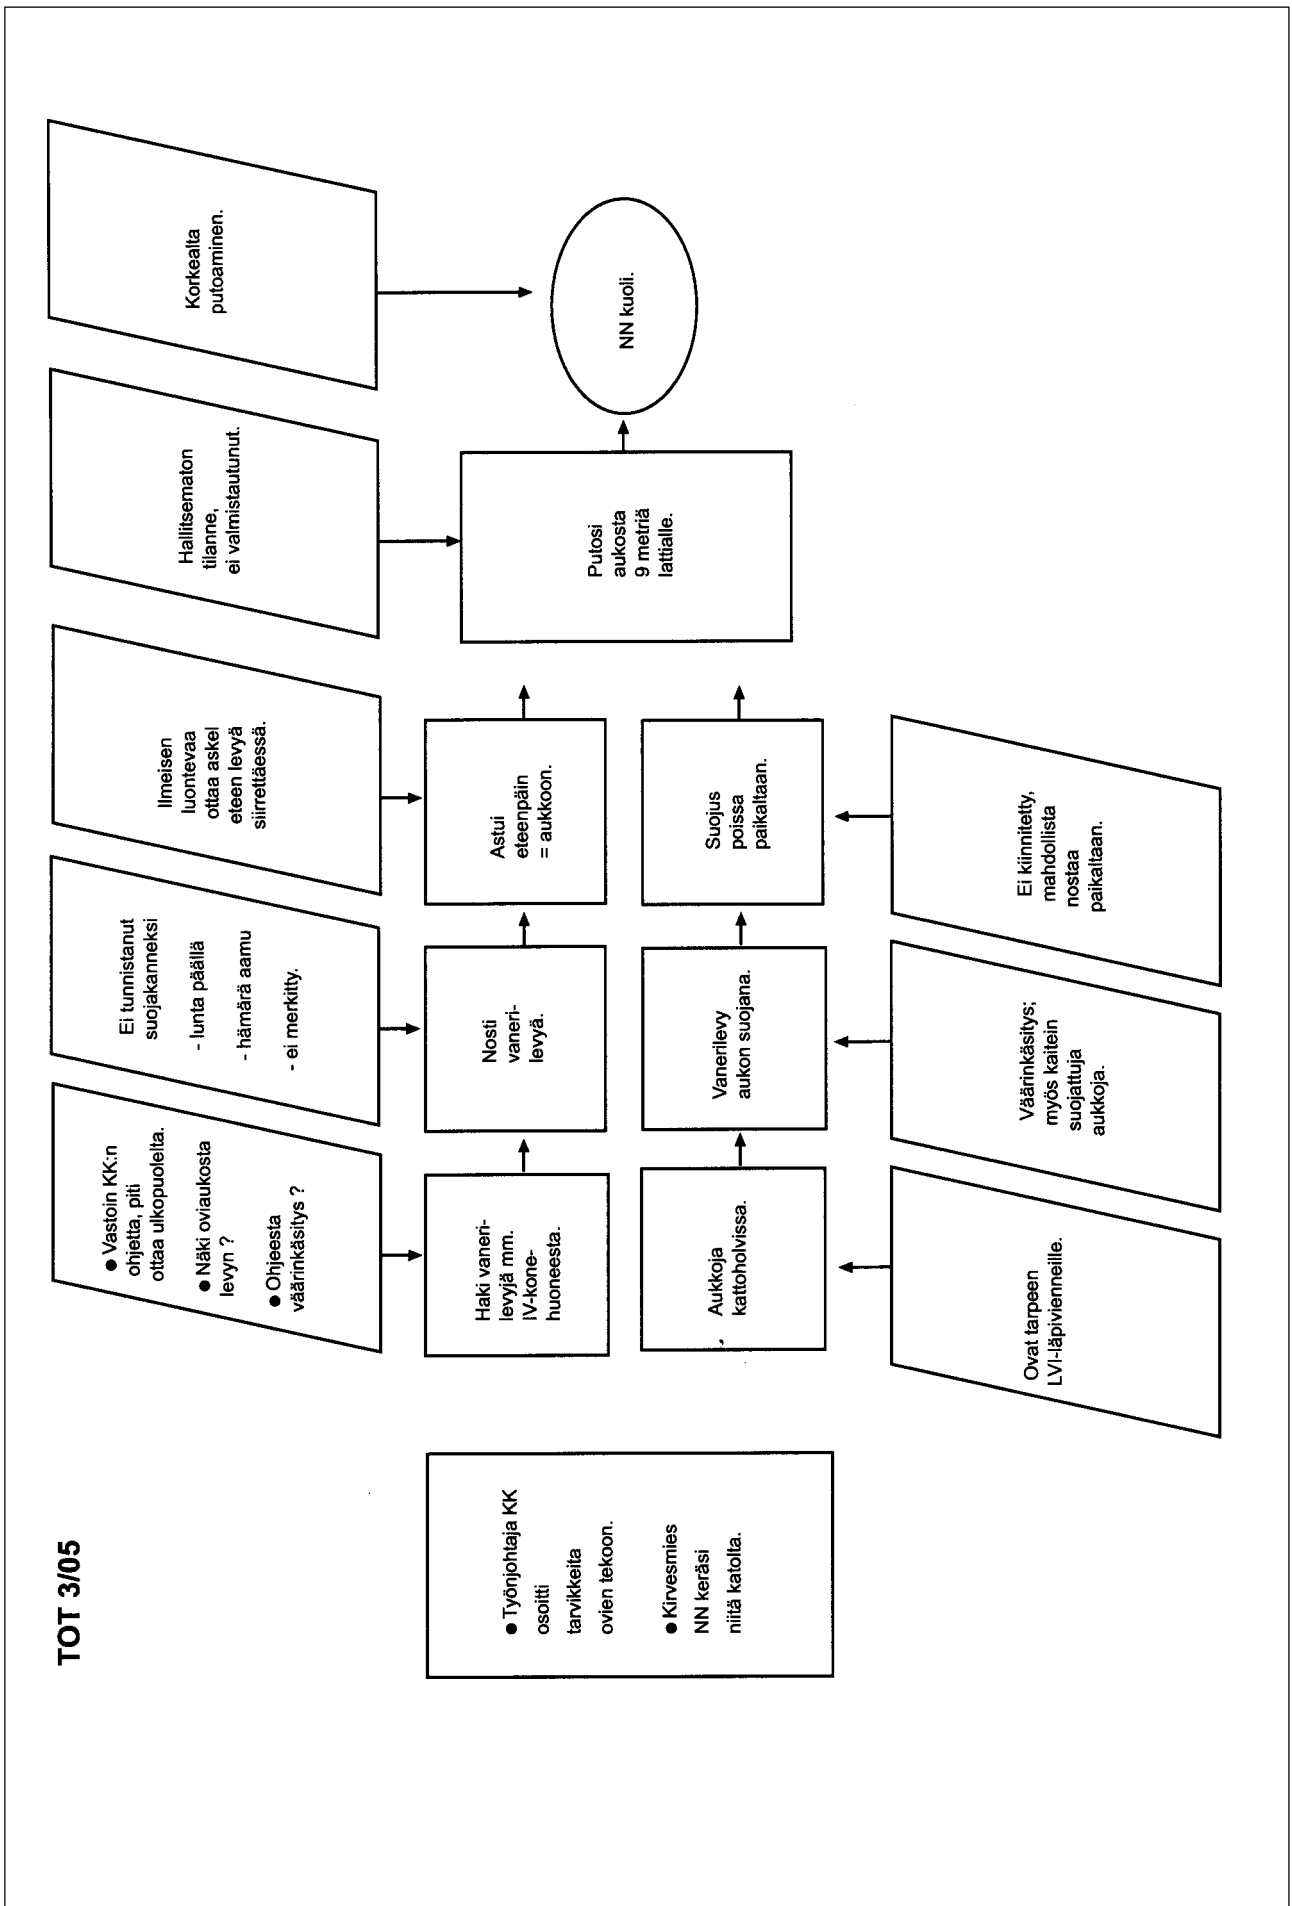 TOT 3/05
● Työnjohtaja KK
osoitti
tarvikkeita
ovien tekoon.
● Kirvesmies
NN keräsi
niitä katolta.
● Vastoin KK:n
ohjetta, piti
ottaa ulkopuolelta.
● Näki oviaukosta
levyn ?
● Ohjeesta
väärinkäsitys ?
Ei tunnistanut
suojakanneksi
- lunta päällä
- hämärä aamu
- ei merkitty.
Ilmeisen
luontevaa
ottaa askel
eteen levyä
siirrettäessä.
Hallitsematon
tilanne,
ei valmistautunut.
Korkealta
putoaminen.
Haki vaneri-
levyjä mm.
IV-kone-
huoneesta.
Nosti
vaneri-
levyä.
Astui
eteenpäin
= aukkoon.
Putosi
aukosta
9 metriä
lattialle.
NN kuoli.
Aukkoja
kattoholvissa.
Vanerilevy
aukon suojana.
Suojus
poissa
paikaltaan.
Ovat tarpeen
LVI-läpivienneille.
Väärinkäsitys;
myös kaitein
suojattuja
aukkoja.
Ei kiinnitetty,
mahdollista
nostaa
paikaltaan.